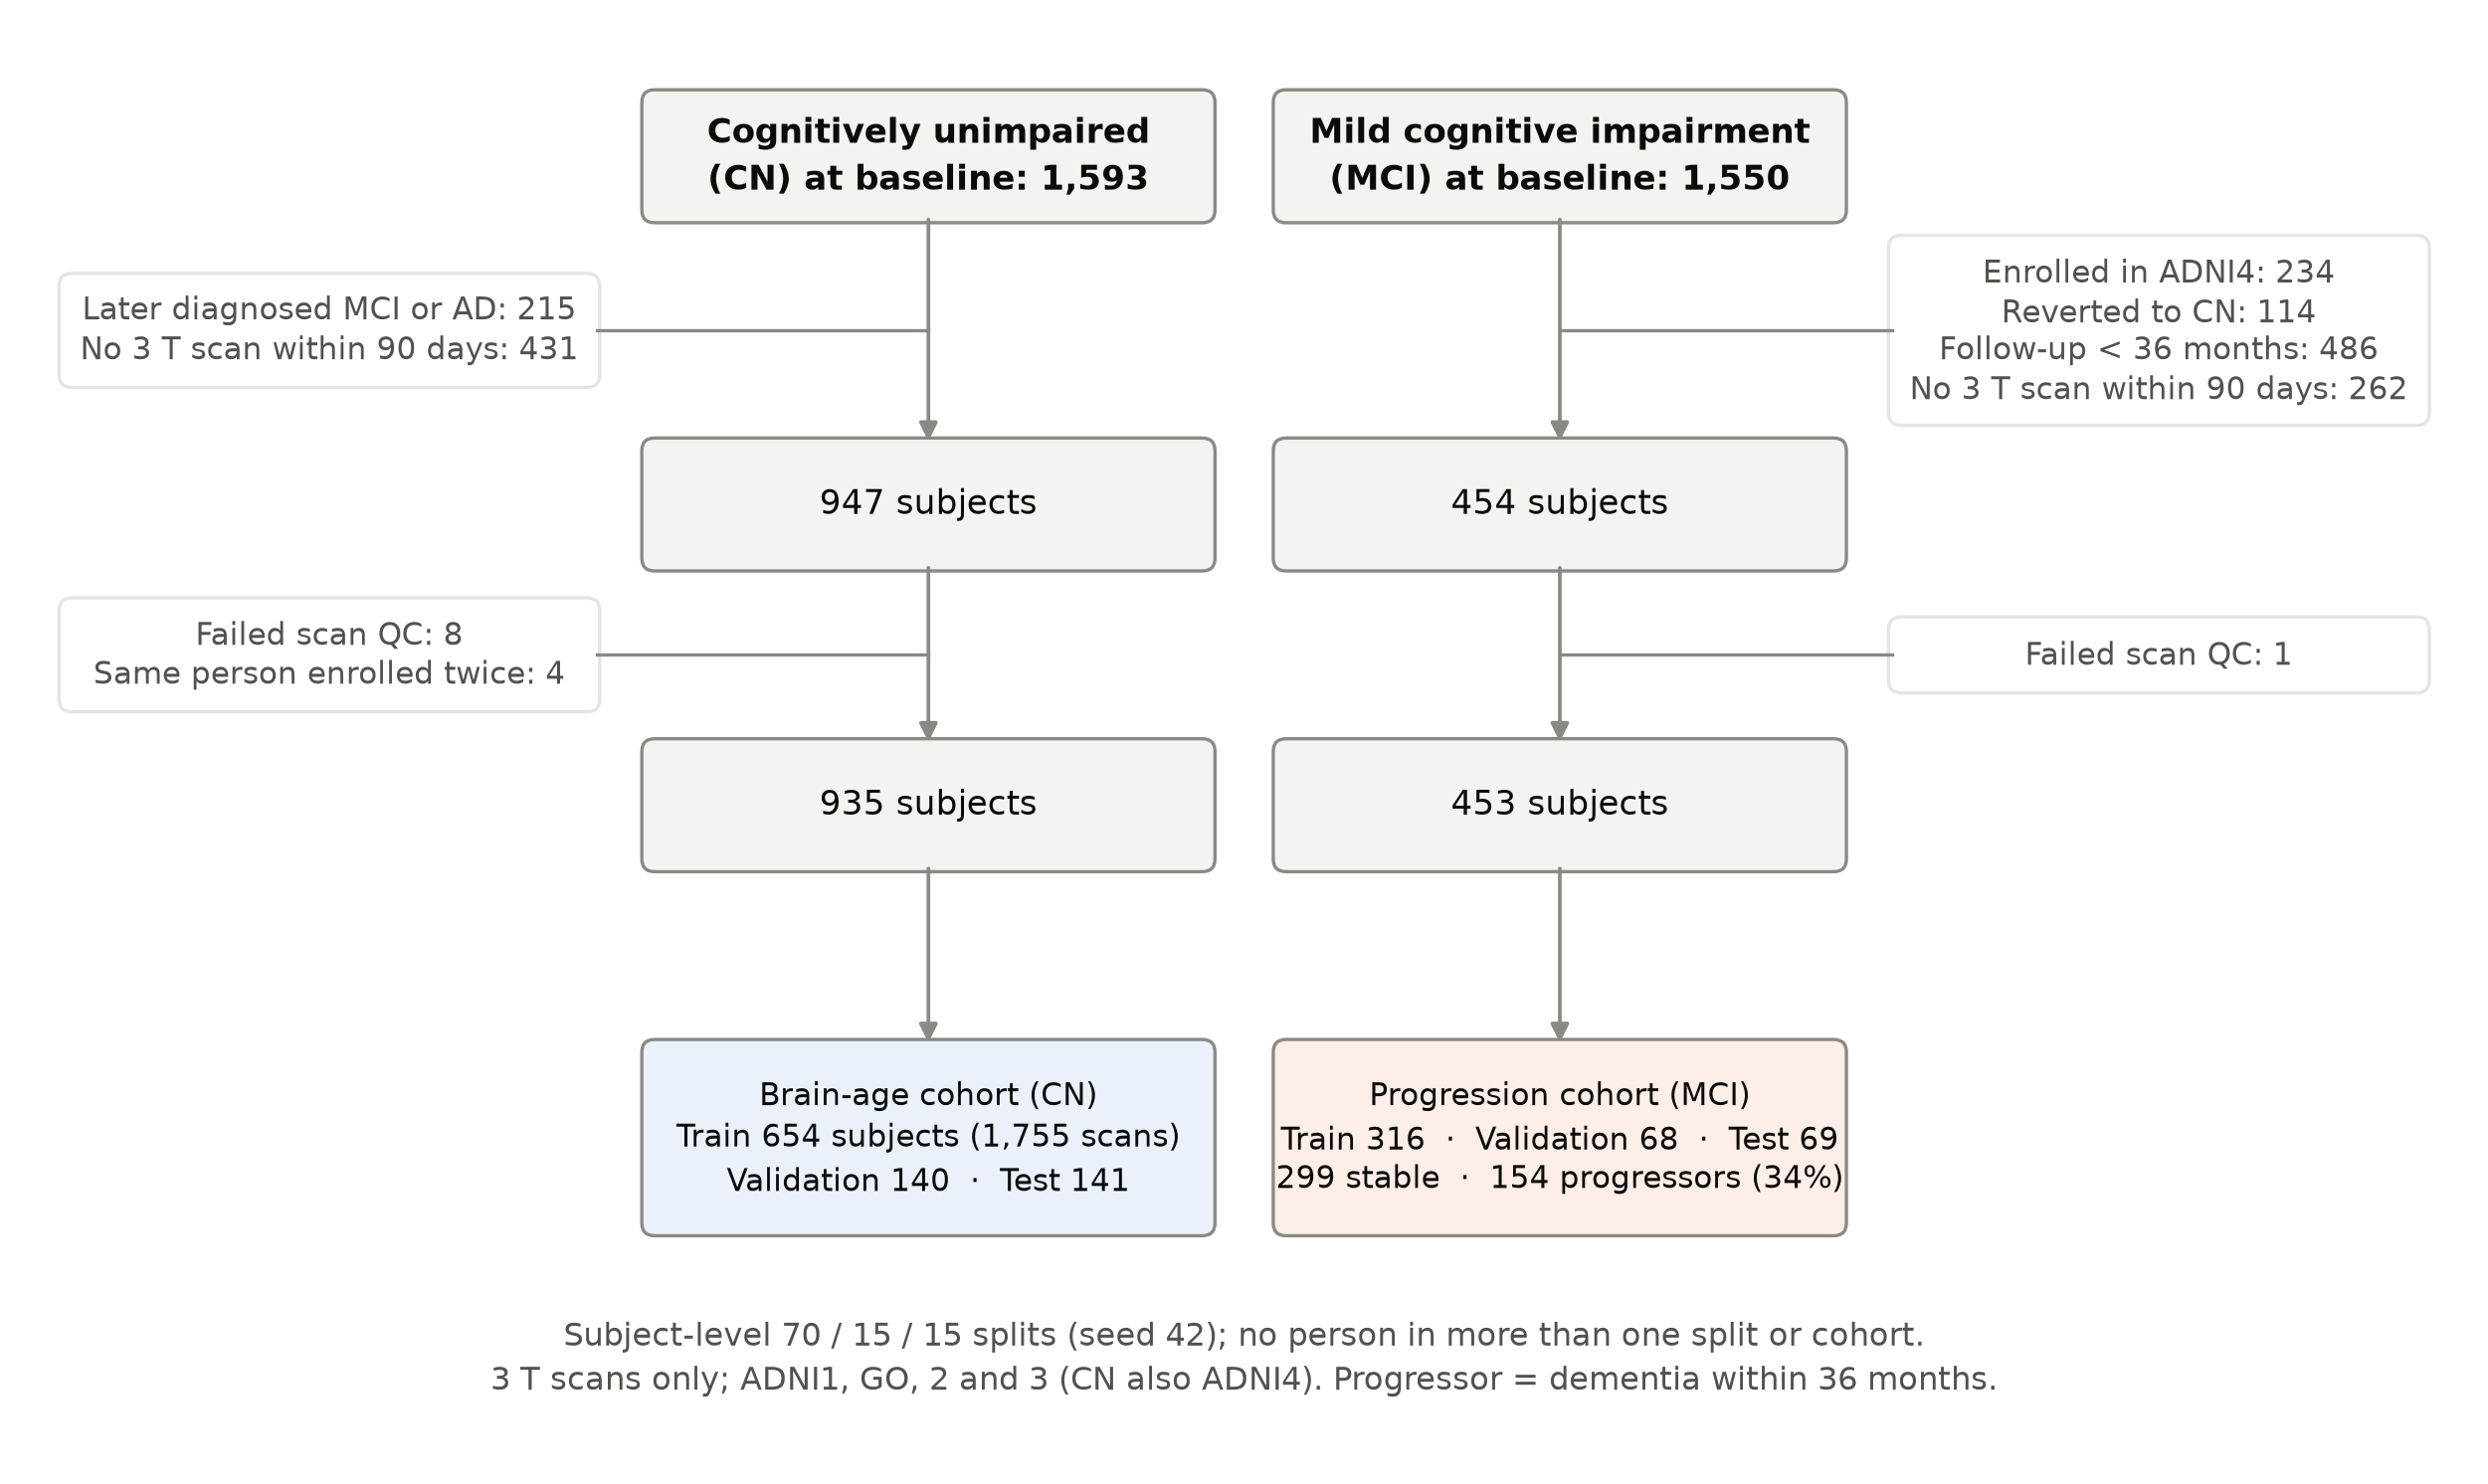 Cognitively unimpaired
(CN) at baseline: 1,593
Mild cognitive impairment
(MCI) at baseline: 1,550
Later diagnosed MCI or AD: 215
No 3 T scan within 90 days: 431
Enrolled in ADNI4: 234
Reverted to CN: 114
Follow-up < 36 months: 486
No 3 T scan within 90 days: 262
947 subjects
454 subjects
Failed scan QC: 8
Same person enrolled twice: 4
Failed scan QC: 1
935 subjects
453 subjects
Brain-age cohort (CN)
Train 654 subjects (1,755 scans)
Validation 140 · Test 141
Progression cohort (MCI)
Train 316 · Validation 68 · Test 69
299 stable · 154 progressors (34%)
Subject-level 70 / 15 / 15 splits (seed 42); no person in more than one split or cohort.
3 T scans only; ADNI1, GO, 2 and 3 (CN also ADNI4). Progressor = dementia within 36 months.